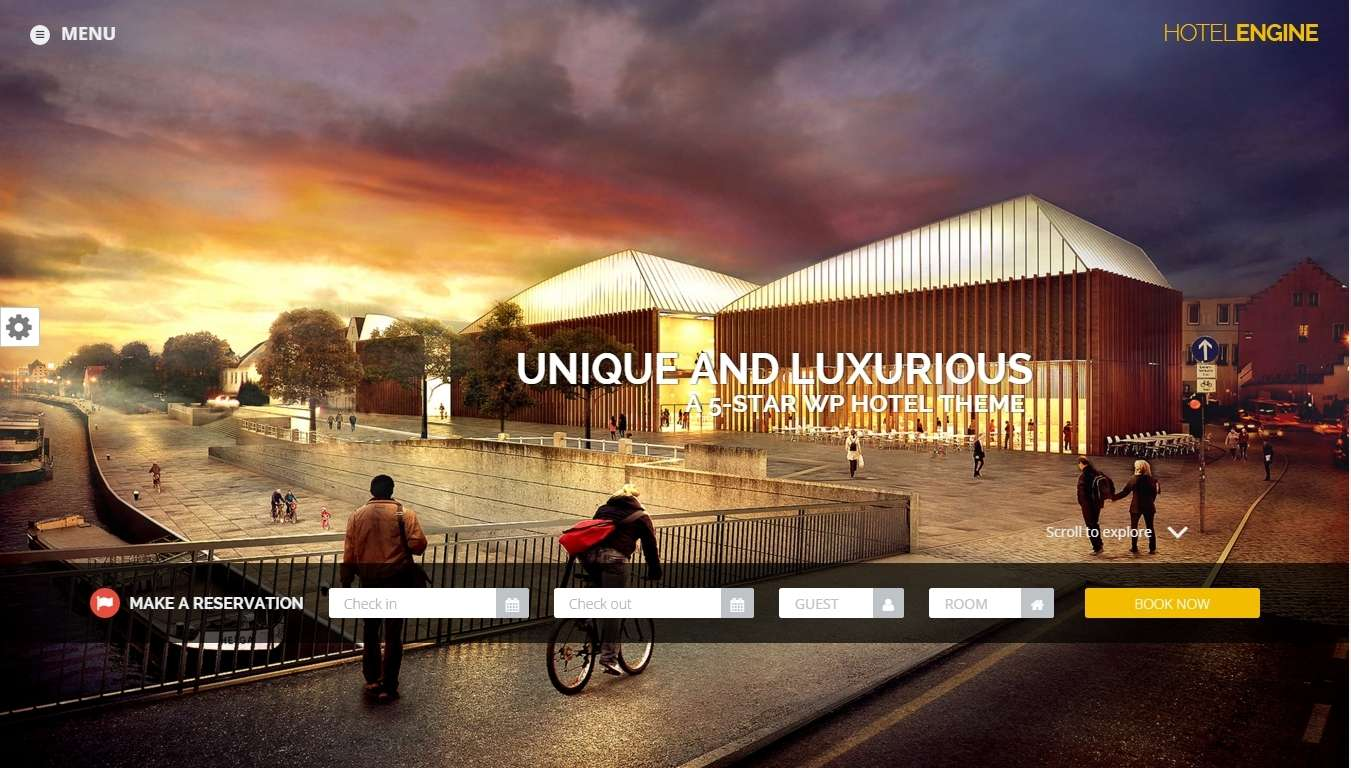 MENU
HOTELENGINE
UNIQUE AND LUXURIOUS
A 5-STAR WP HOTEL THEME
Scroll to explore
MAKE A RESERVATION
Check in
Check out
GUEST
ROOM
BOOK NOW